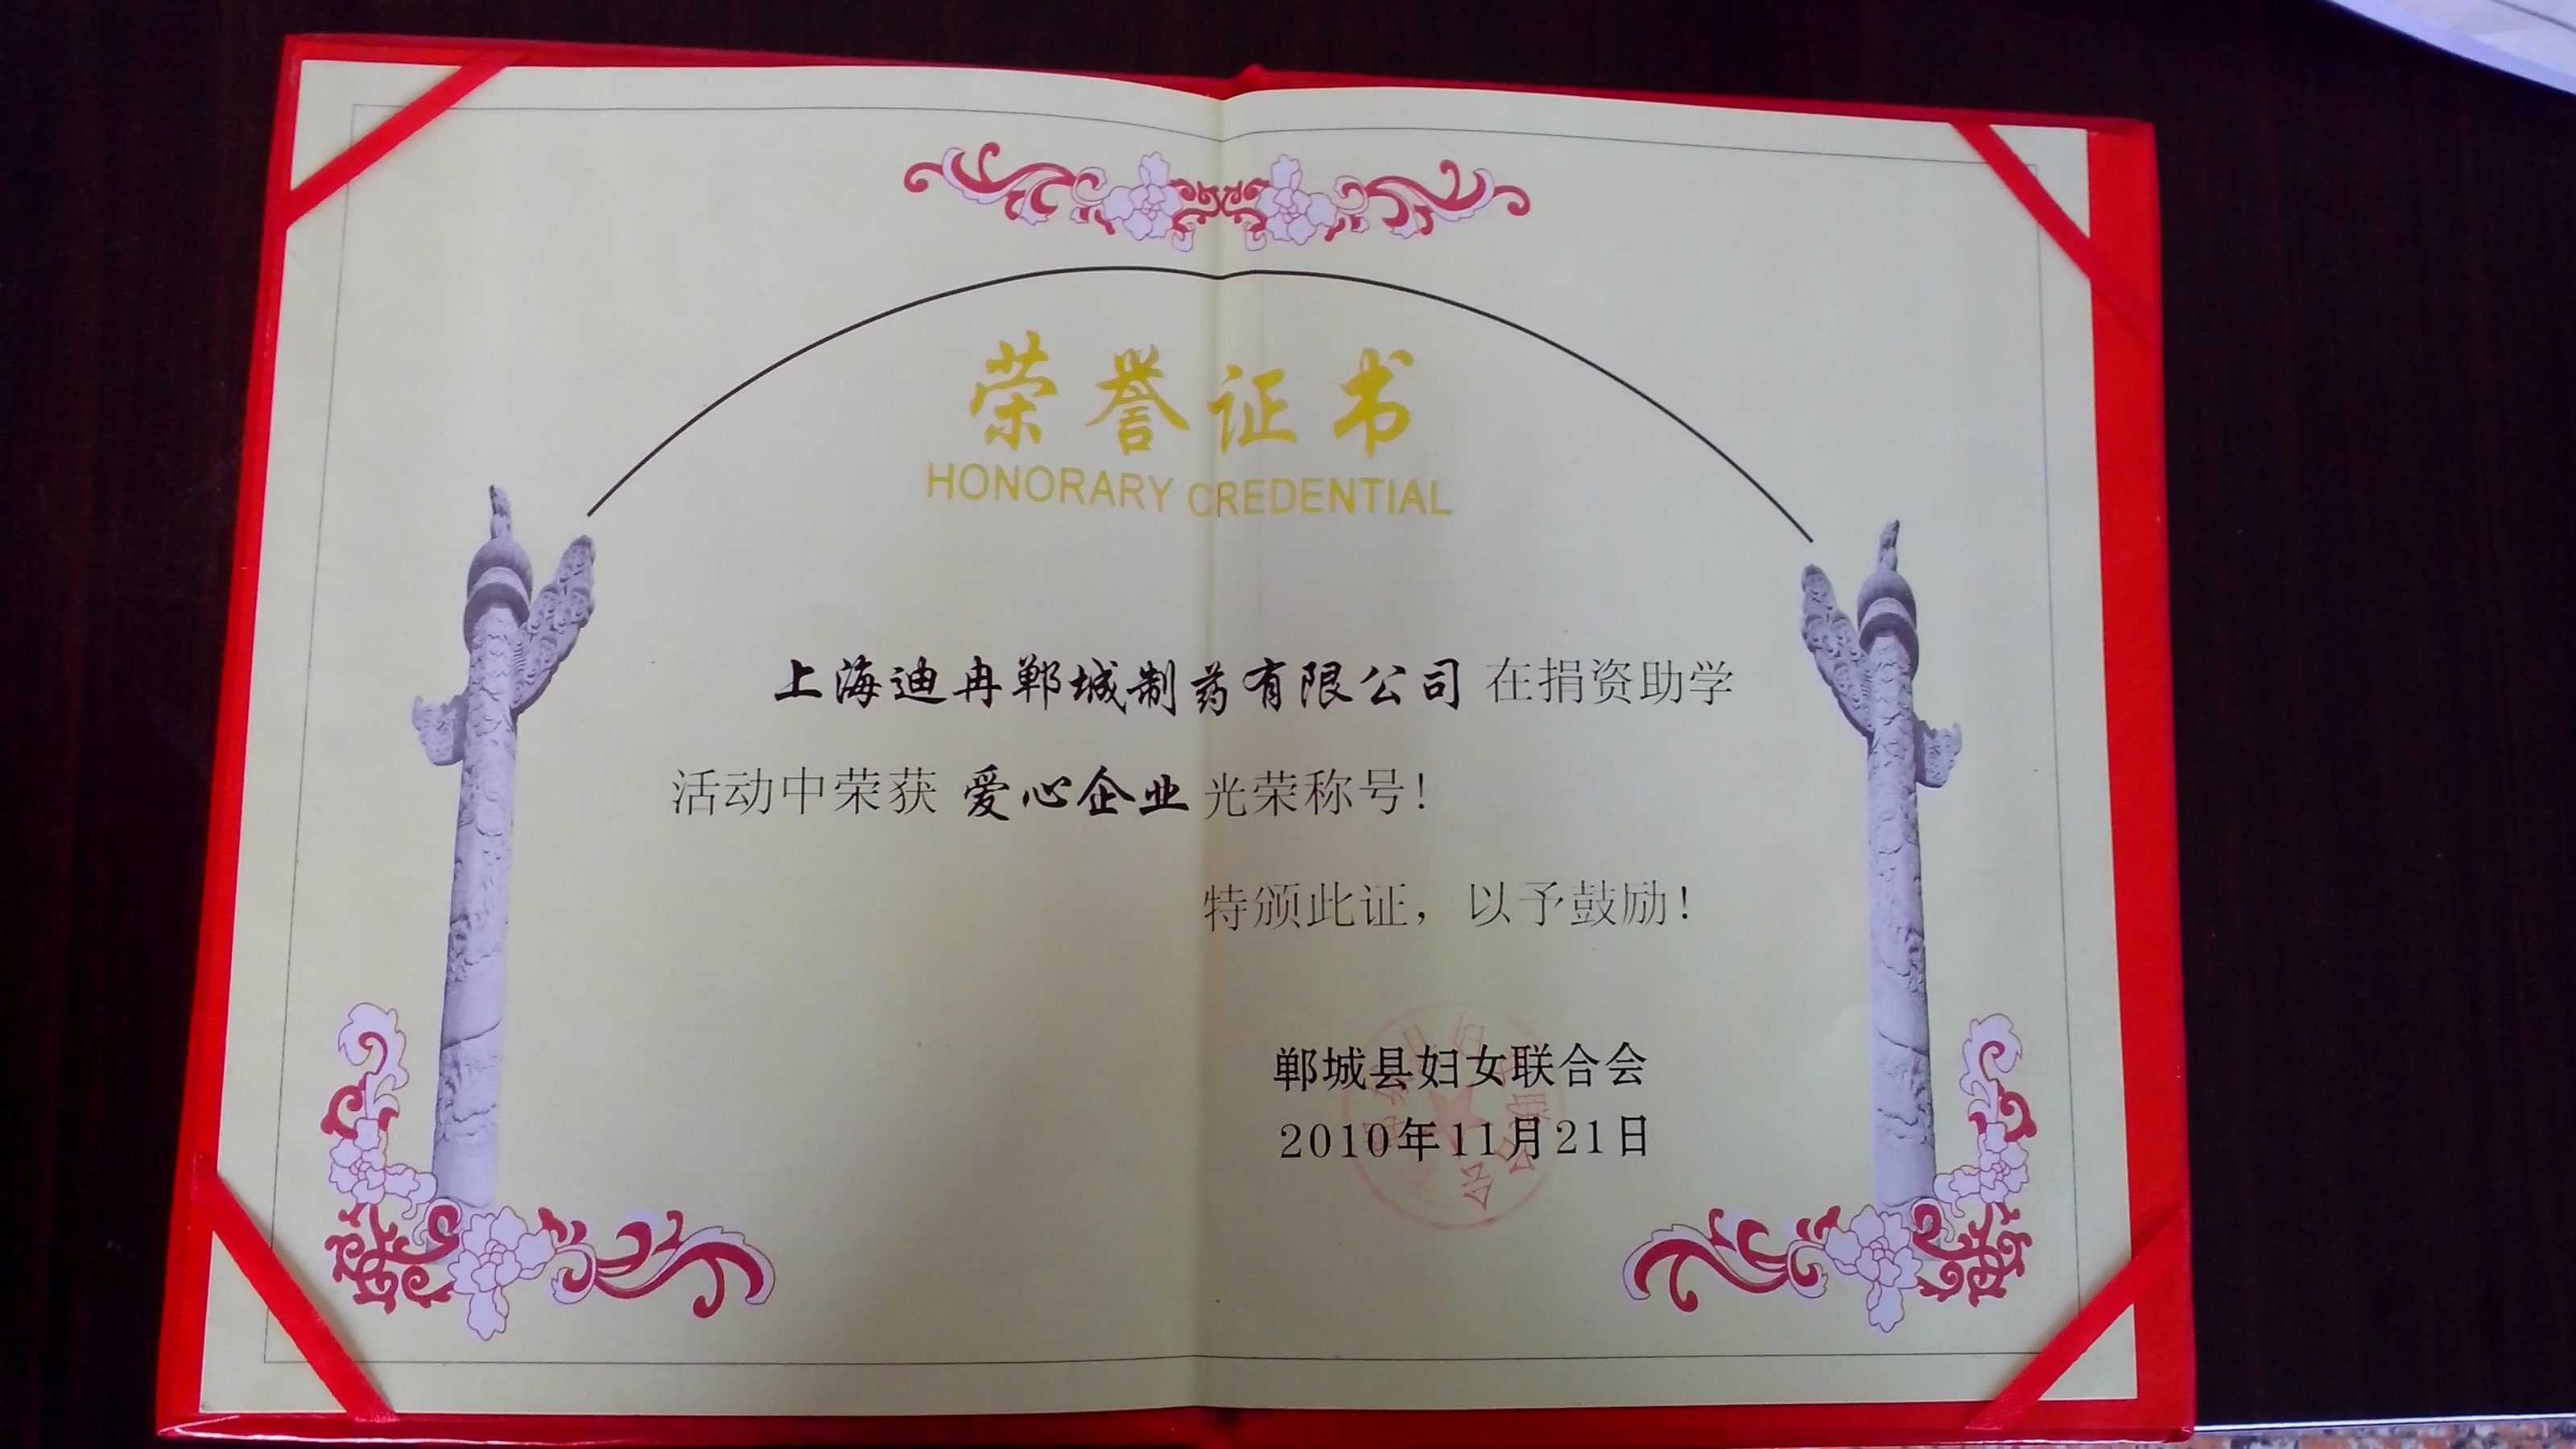 荣誉证书
HONORARY CREDENTIAL
上海迪冉郸城制药有限公司 在捐资助学
活动中荣获 爱心企业 光荣称号！
特颁此证，以予鼓励！
郸城县妇女联合会
2010年11月21日